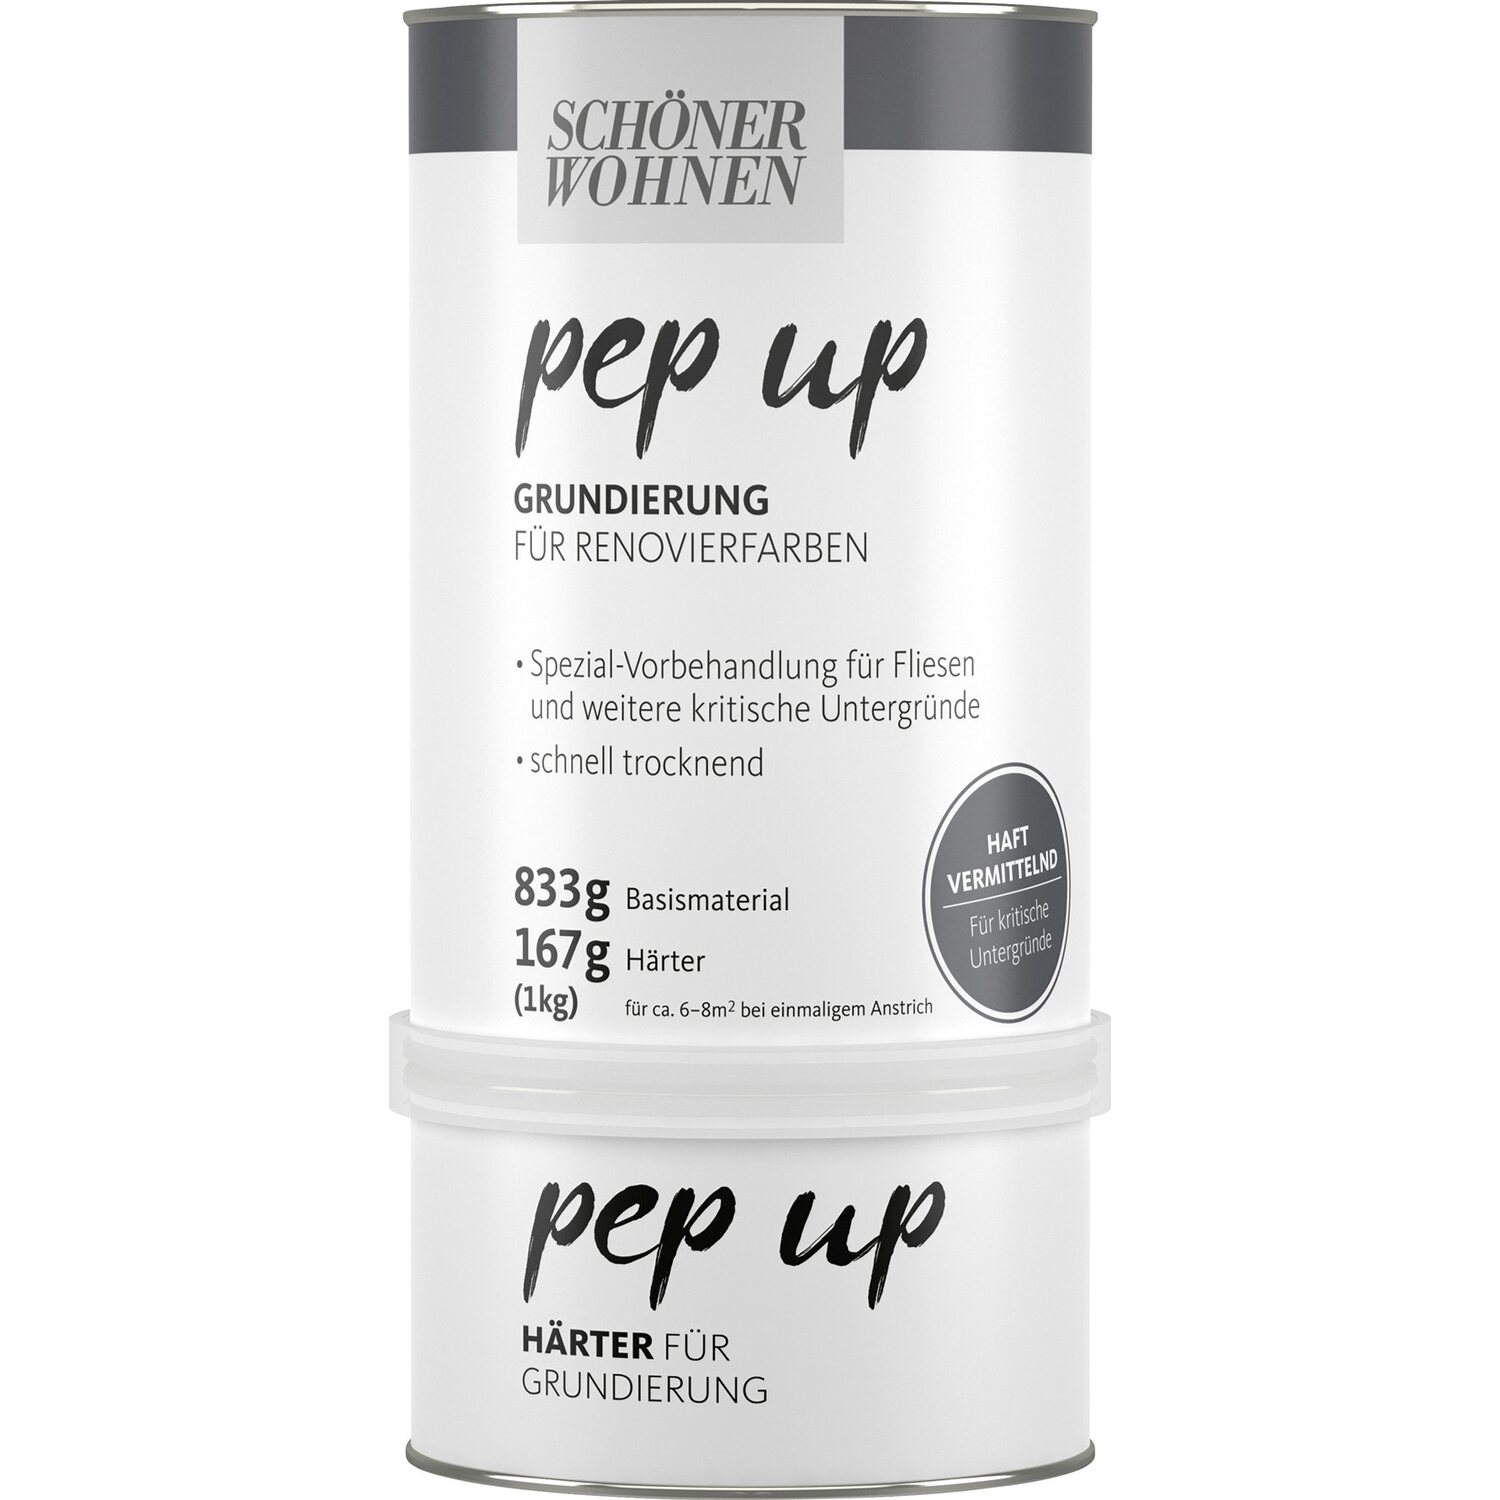 SCHÖNER
WOHNEN
pep up
GRUNDIERUNG
FÜR RENOVIERFARBEN
• Spezial-Vorbehandlung für Fliesen
und weitere kritische Untergründe
• schnell trocknend
HAFT
VERMITTELND
Für kritische
Untergründe
833g Basismaterial
167g Härter
(1kg) für ca. 6–8m² bei einmaligem Anstrich
pep up
HÄRTER FÜR
GRUNDIERUNG